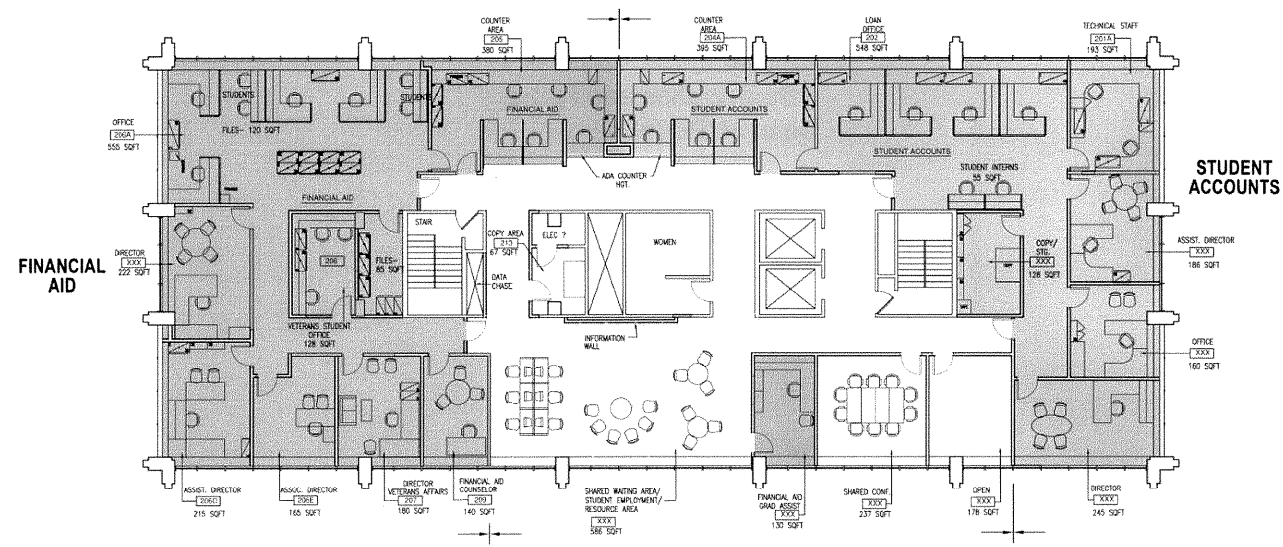 COUNTER
AREA
205
380 SQFT
COUNTER
AREA
204A
395 SQFT
LOAN
OFFICE
202
548 SQFT
TECHNICAL STAFF
201A
193 SQFT
STUDENTS
STUDENTS
FINANCIAL AID
STUDENT ACCOUNTS
OFFICE
206A
555 SQFT
FILES- 120 SQFT
STUDENT ACCOUNTS
STUDENT INTERNS
55 SQFT
ADA COUNTER
HGT.
STUDENT
ACCOUNTS
FINANCIAL AID
STAIR
COPY AREA
213
67 SQFT
ELEC ?
WOMEN
DIRECTOR
XXX
222 SQFT
206
FILES-
85 SQFT
DATA
CHASE
COPY/
STG.
XXX
128 SQFT
ASSIST. DIRECTOR
XXX
186 SQFT
FINANCIAL
AID
VETERANS STUDENT
OFFICE
128 SQFT
INFORMATION
WALL
OFFICE
XXX
160 SQFT
ASSIST. DIRECTOR
206D
215 SQFT
ASSOC. DIRECTOR
206E
165 SQFT
DIRECTOR
VETERANS AFFAIRS
207
180 SQFT
FINANCIAL AID
COUNSELOR
209
140 SQFT
SHARED WAITING AREA/
STUDENT EMPLOYMENT/
RESOURCE AREA
XXX
586 SQFT
FINANCIAL AID
GRAD ASSIST
XXX
130 SQFT
SHARED CONF.
XXX
237 SQFT
OPEN
XXX
178 SQFT
DIRECTOR
XXX
245 SQFT